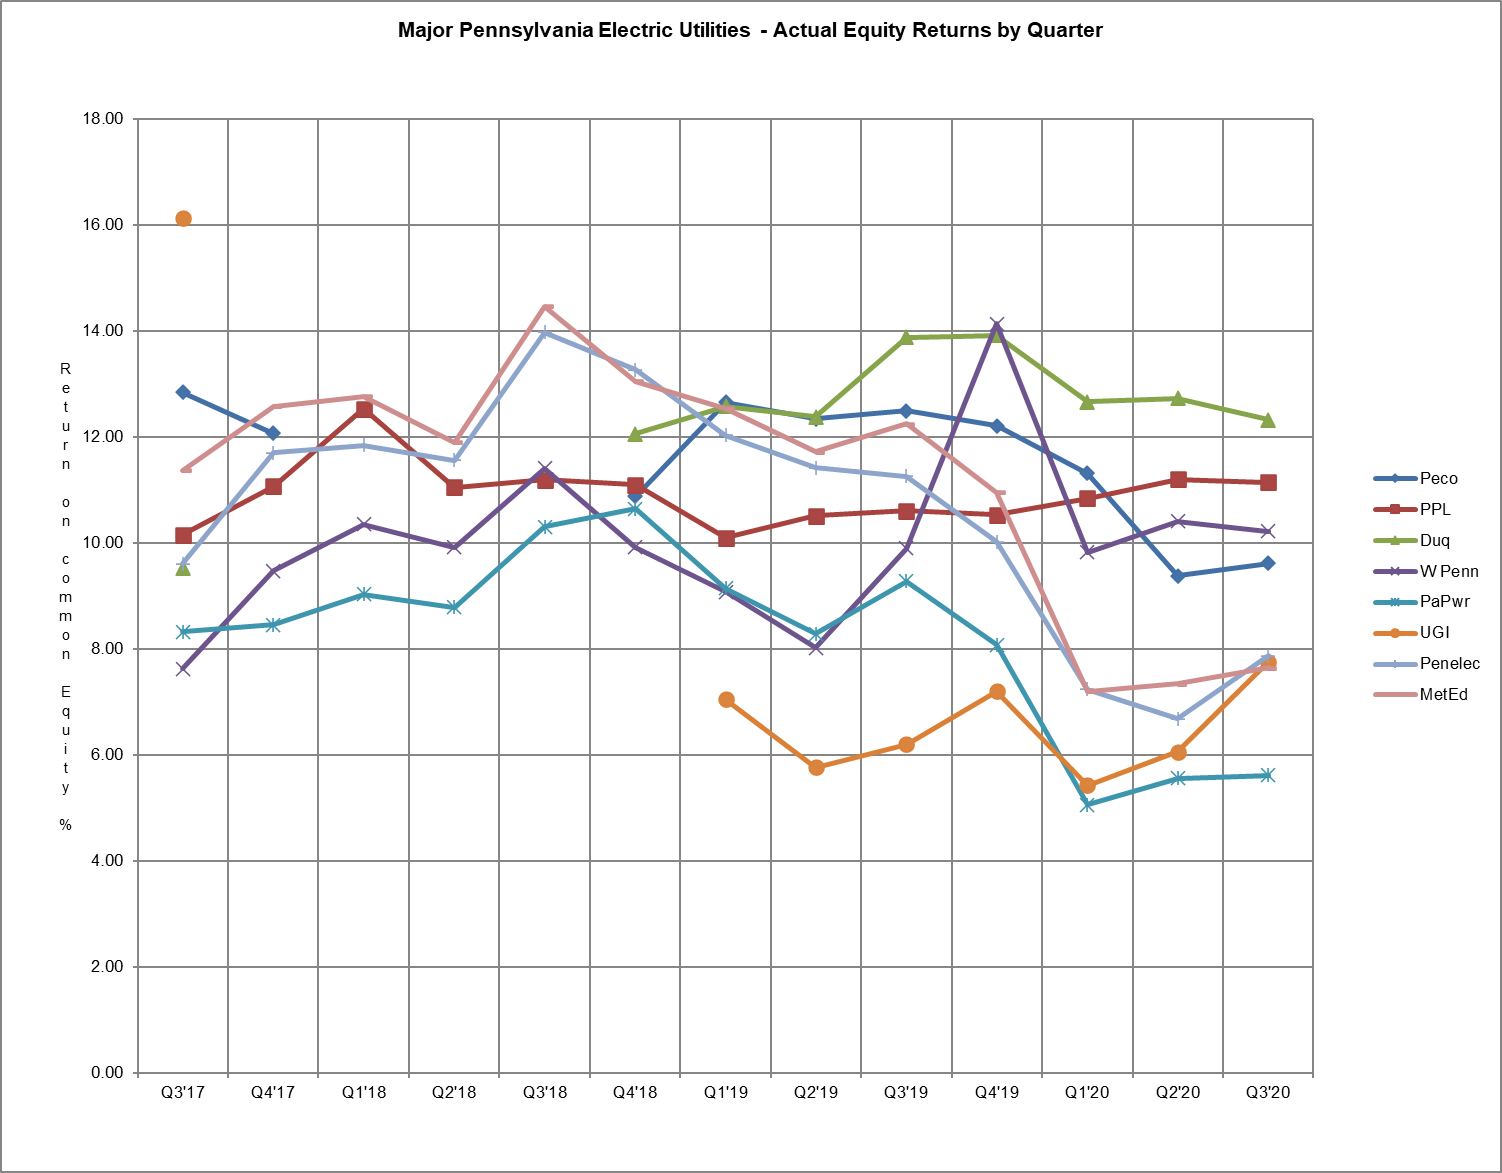 Major Pennsylvania Electric Utilities - Actual Equity Returns by Quarter
18.00
16.00
14.00
12.00
10.00
8.00
6.00
4.00
2.00
0.00
Return on common Equity %
Q3'17 Q4'17 Q1'18 Q2'18 Q3'18 Q4'18 Q1'19 Q2'19 Q3'19 Q4'19 Q1'20 Q2'20 Q3'20
Peco
PPL
Duq
W Penn
PaPwr
UGI
Penelec
MetEd